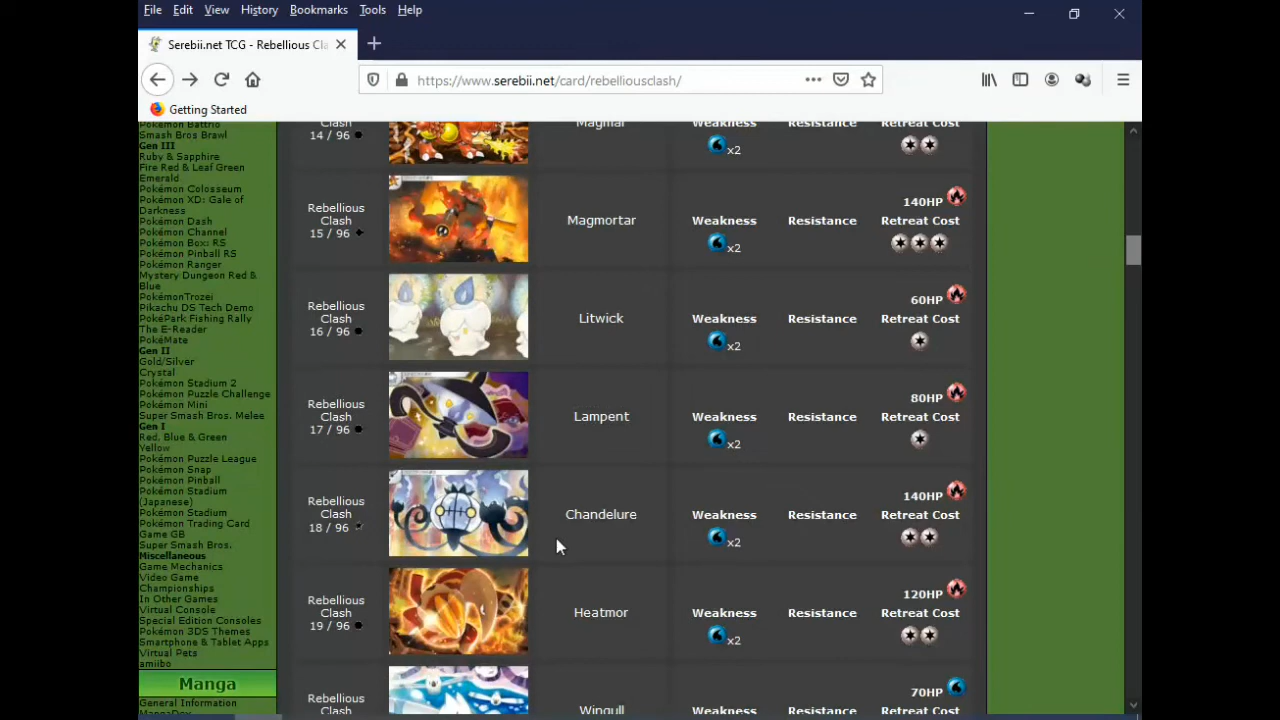 File Edit View History Bookmarks Tools Help
Serebii.net TCG - Rebellious Cla
https://www.serebii.net/card/rebelliousclash/
Getting Started
Pokémon Battrio
Smash Bros Brawl
Gen III
Ruby & Sapphire
Fire Red & Leaf Green
Emerald
Pokémon Colosseum
Pokémon XD: Gale of
Darkness
Pokémon Dash
Pokémon Channel
Pokémon Box: RS
Pokémon Pinball RS
Pokémon Ranger
Mystery Dungeon Red &
Blue
PokémonTrozei
Pikachu DS Tech Demo
PokéPark Fishing Rally
The E-Reader
PokéMate
Gen II
Gold/Silver
Crystal
Pokémon Stadium 2
Pokémon Puzzle Challenge
Pokémon Mini
Super Smash Bros. Melee
Gen I
Red, Blue & Green
Yellow
Pokémon Puzzle League
Pokémon Snap
Pokémon Pinball
Pokémon Stadium
(Japanese)
Pokémon Stadium
Pokémon Trading Card
Game GB
Super Smash Bros.
Miscellaneous
Game Mechanics
Video Game
Championships
In Other Games
Virtual Console
Special Edition Consoles
Pokémon 3DS Themes
Smartphone & Tablet Apps
Virtual Pets
amiibo
Manga
General Information
MangaDex
Clash Magmar Weakness Resistance Retreat Cost
14 / 96 x2
Rebellious 140HP
Clash Magmortar Weakness Resistance Retreat Cost
15 / 96 x2
Rebellious 60HP
Clash Litwick Weakness Resistance Retreat Cost
16 / 96 x2
Rebellious 80HP
Clash Lampent Weakness Resistance Retreat Cost
17 / 96 x2
Rebellious 140HP
Clash Chandelure Weakness Resistance Retreat Cost
18 / 96 x2
Rebellious 120HP
Clash Heatmor Weakness Resistance Retreat Cost
19 / 96 x2
Rebellious 70HP
Clash Wingull Weakness Resistance Retreat Cost